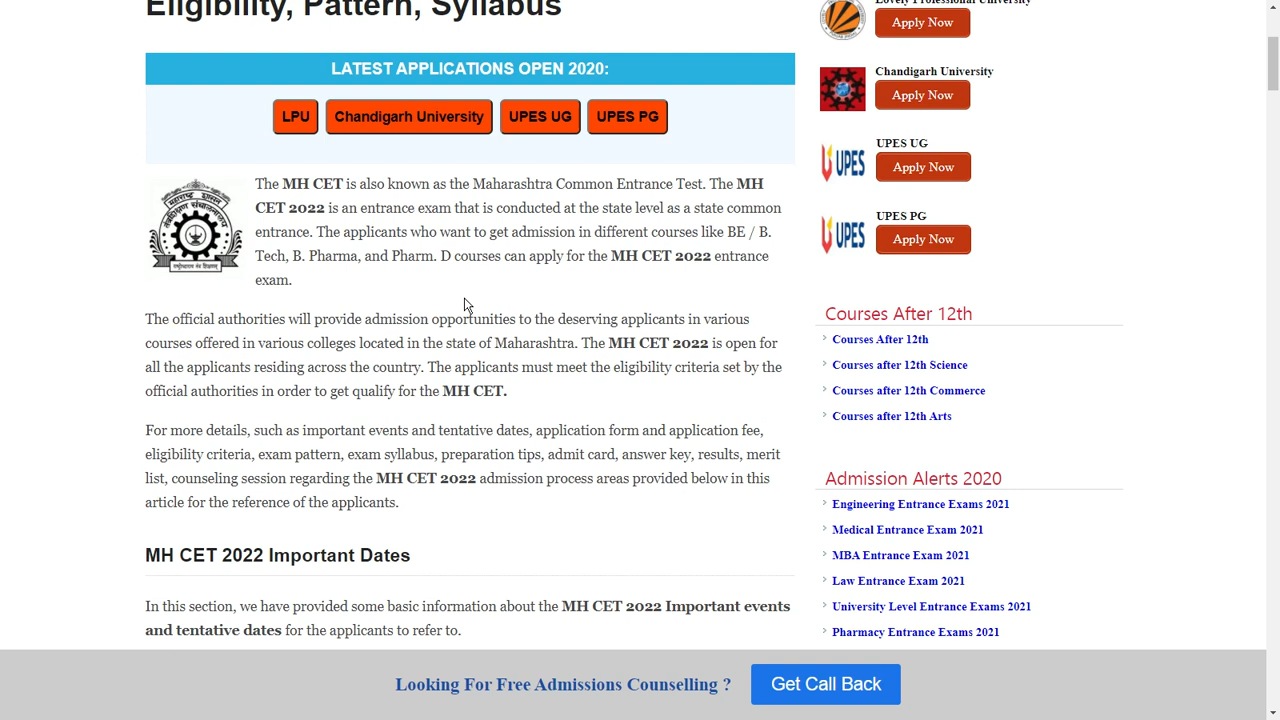 Eligibility, Pattern, Syllabus
LATEST APPLICATIONS OPEN 2020:
LPU
Chandigarh University
UPES UG
UPES PG
The MH CET is also known as the Maharashtra Common Entrance Test. The MH
CET 2022 is an entrance exam that is conducted at the state level as a state common
entrance. The applicants who want to get admission in different courses like BE / B.
Tech, B. Pharma, and Pharm. D courses can apply for the MH CET 2022 entrance
exam.
The official authorities will provide admission opportunities to the deserving applicants in various
courses offered in various colleges located in the state of Maharashtra. The MH CET 2022 is open for
all the applicants residing across the country. The applicants must meet the eligibility criteria set by the
official authorities in order to get qualify for the MH CET.
For more details, such as important events and tentative dates, application form and application fee,
eligibility criteria, exam pattern, exam syllabus, preparation tips, admit card, answer key, results, merit
list, counseling session regarding the MH CET 2022 admission process areas provided below in this
article for the reference of the applicants.
MH CET 2022 Important Dates
In this section, we have provided some basic information about the MH CET 2022 Important events
and tentative dates for the applicants to refer to.
Lovely Professional University
Apply Now
Chandigarh University
Apply Now
UPES UG
UPES
Apply Now
UPES PG
UPES
Apply Now
Courses After 12th
Courses After 12th
Courses after 12th Science
Courses after 12th Commerce
Courses after 12th Arts
Admission Alerts 2020
Engineering Entrance Exams 2021
Medical Entrance Exam 2021
MBA Entrance Exam 2021
Law Entrance Exam 2021
University Level Entrance Exams 2021
Pharmacy Entrance Exams 2021
Looking For Free Admissions Counselling ?
Get Call Back